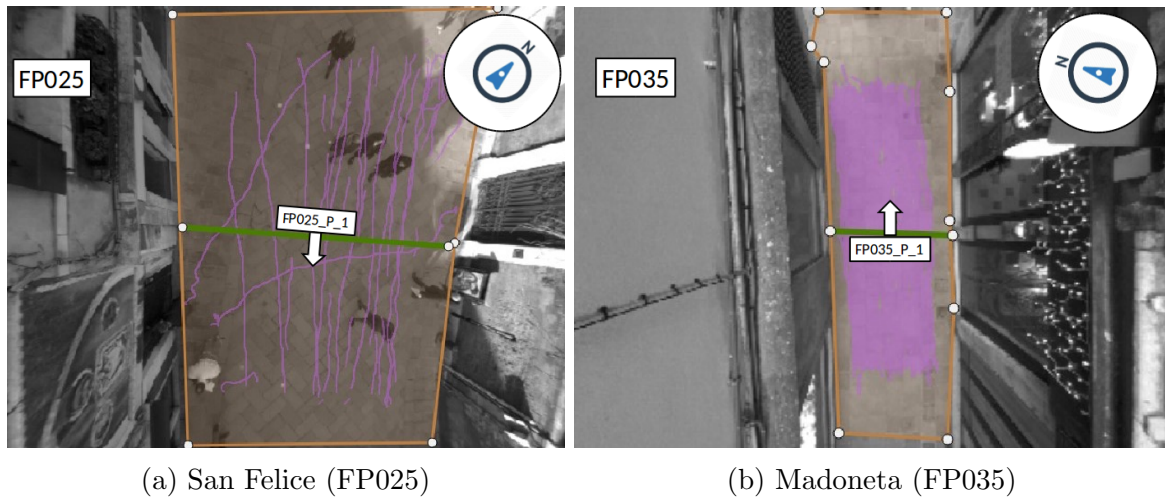 FP025
N
FP025_P_1
(a) San Felice (FP025)
FP035
N
FP035_P_1
(b) Madoneta (FP035)